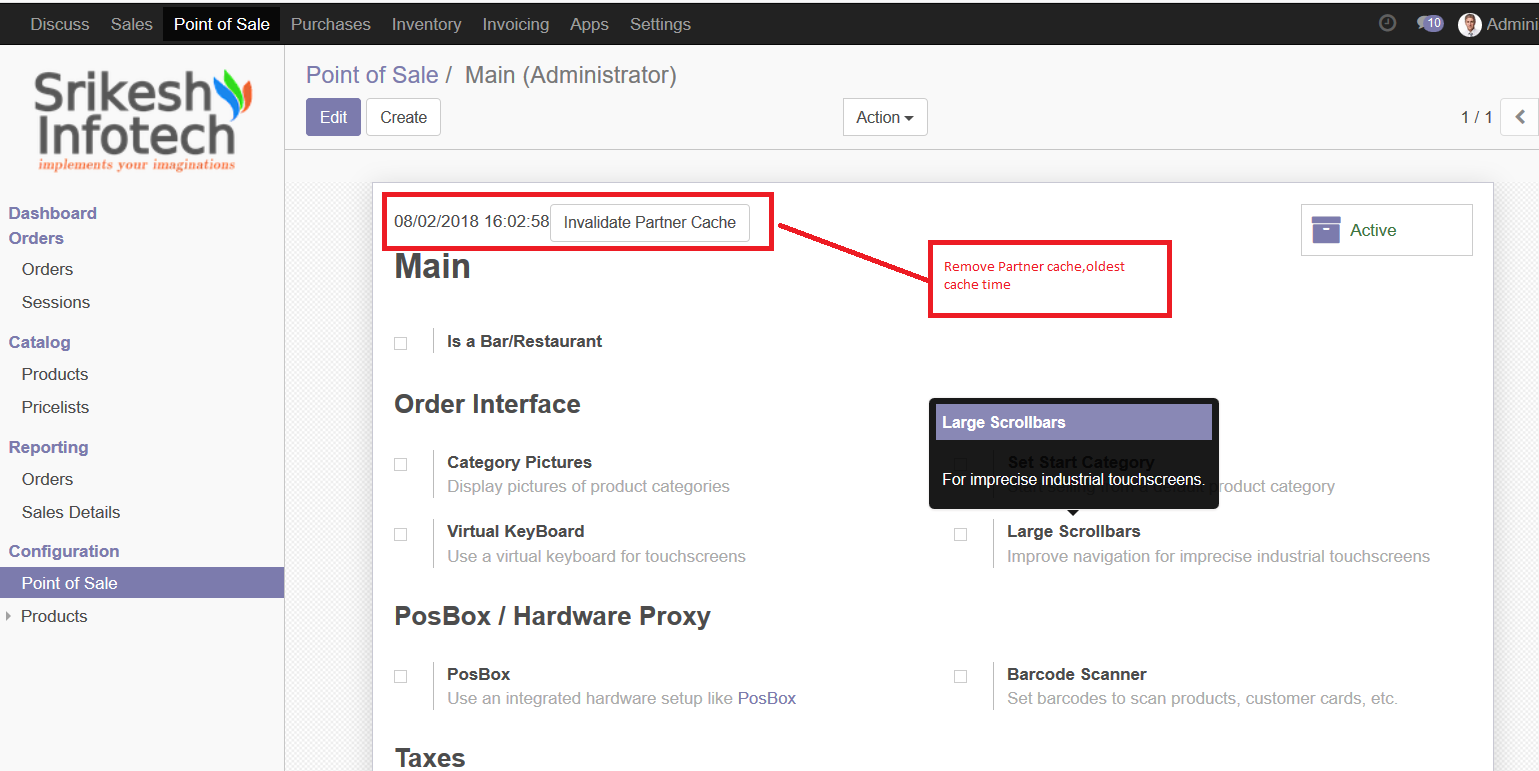 Discuss Sales Point of Sale Purchases Inventory Invoicing Apps Settings 10 Admini
Srikesh
Infotech
implements your imaginations
Point of Sale / Main (Administrator)
Edit Create Action 1 / 1
Dashboard
Orders
Orders
Sessions
Catalog
Products
Pricelists
Reporting
Orders
Sales Details
Configuration
Point of Sale
Products
08/02/2018 16:02:58 Invalidate Partner Cache
Active
Remove Partner cache,oldest
cache time
Main
Is a Bar/Restaurant
Order Interface
Large Scrollbars
For imprecise industrial touchscreens.
Category Pictures
Display pictures of product categories
Set Start Category
product category
Virtual KeyBoard
Use a virtual keyboard for touchscreens
Large Scrollbars
Improve navigation for imprecise industrial touchscreens
PosBox / Hardware Proxy
PosBox
Use an integrated hardware setup like PosBox
Barcode Scanner
Set barcodes to scan products, customer cards, etc.
Taxes